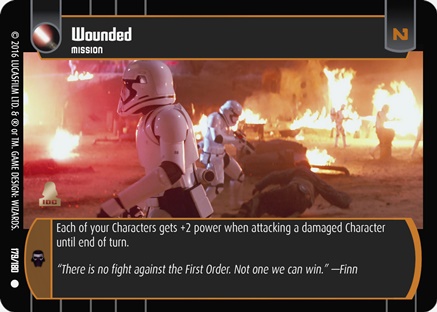 Wounded
MISSION
N
© 2016 LUCASFILM LTD. & ® or TM. GAME DESIGN: WIZARDS.
179/180
IDC
Each of your Characters gets +2 power when attacking a damaged Character
until end of turn.
"There is no fight against the First Order. Not one we can win." —Finn